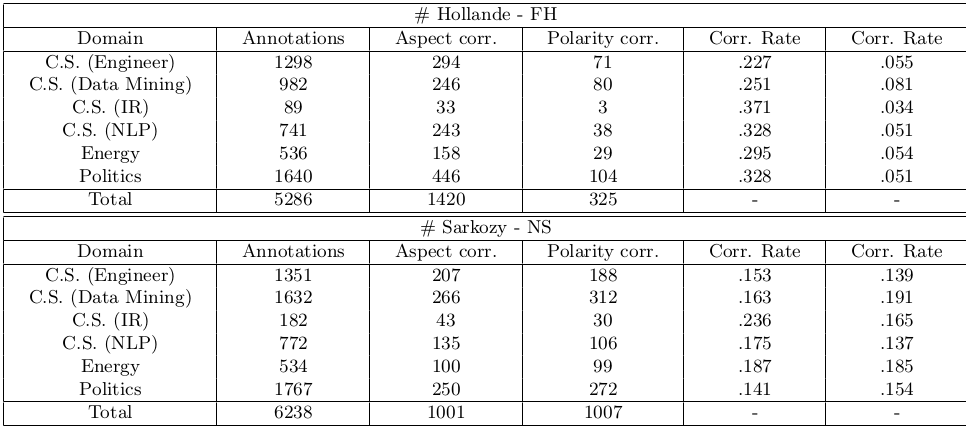 # Hollande - FH
Domain Annotations Aspect corr. Polarity corr. Corr. Rate Corr. Rate
C.S. (Engineer) 1298 294 71 .227 .055
C.S. (Data Mining) 982 246 80 .251 .081
C.S. (IR) 89 33 3 .371 .034
C.S. (NLP) 741 243 38 .328 .051
Energy 536 158 29 .295 .054
Politics 1640 446 104 .328 .051
Total 5286 1420 325 - -
# Sarkozy - NS
Domain Annotations Aspect corr. Polarity corr. Corr. Rate Corr. Rate
C.S. (Engineer) 1351 207 188 .153 .139
C.S. (Data Mining) 1632 266 312 .163 .191
C.S. (IR) 182 43 30 .236 .165
C.S. (NLP) 772 135 106 .175 .137
Energy 534 100 99 .187 .185
Politics 1767 250 272 .141 .154
Total 6238 1001 1007 - -